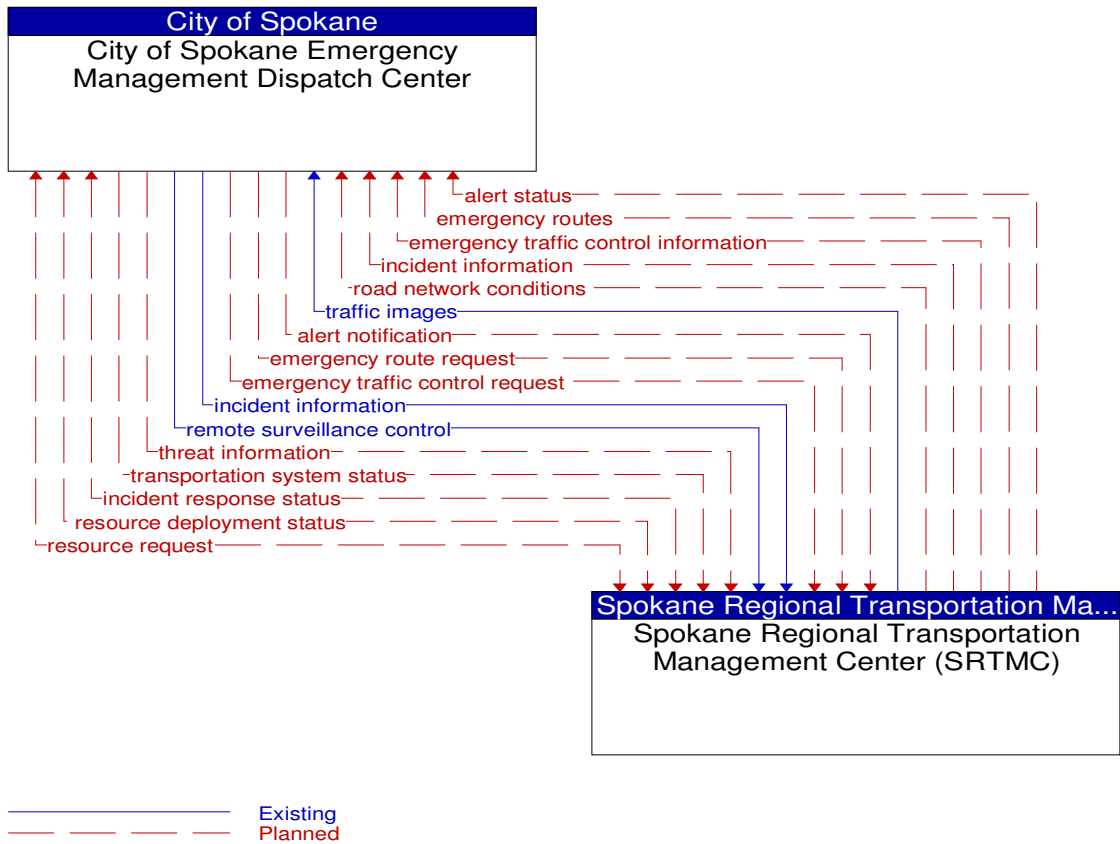 City of Spokane
City of Spokane Emergency
Management Dispatch Center
alert status
emergency routes
emergency traffic control information
incident information
road network conditions
traffic images
alert notification
emergency route request
emergency traffic control request
incident information
remote surveillance control
threat information
transportation system status
incident response status
resource deployment status
resource request
Spokane Regional Transportation Ma...
Spokane Regional Transportation
Management Center (SRTMC)
Existing
Planned